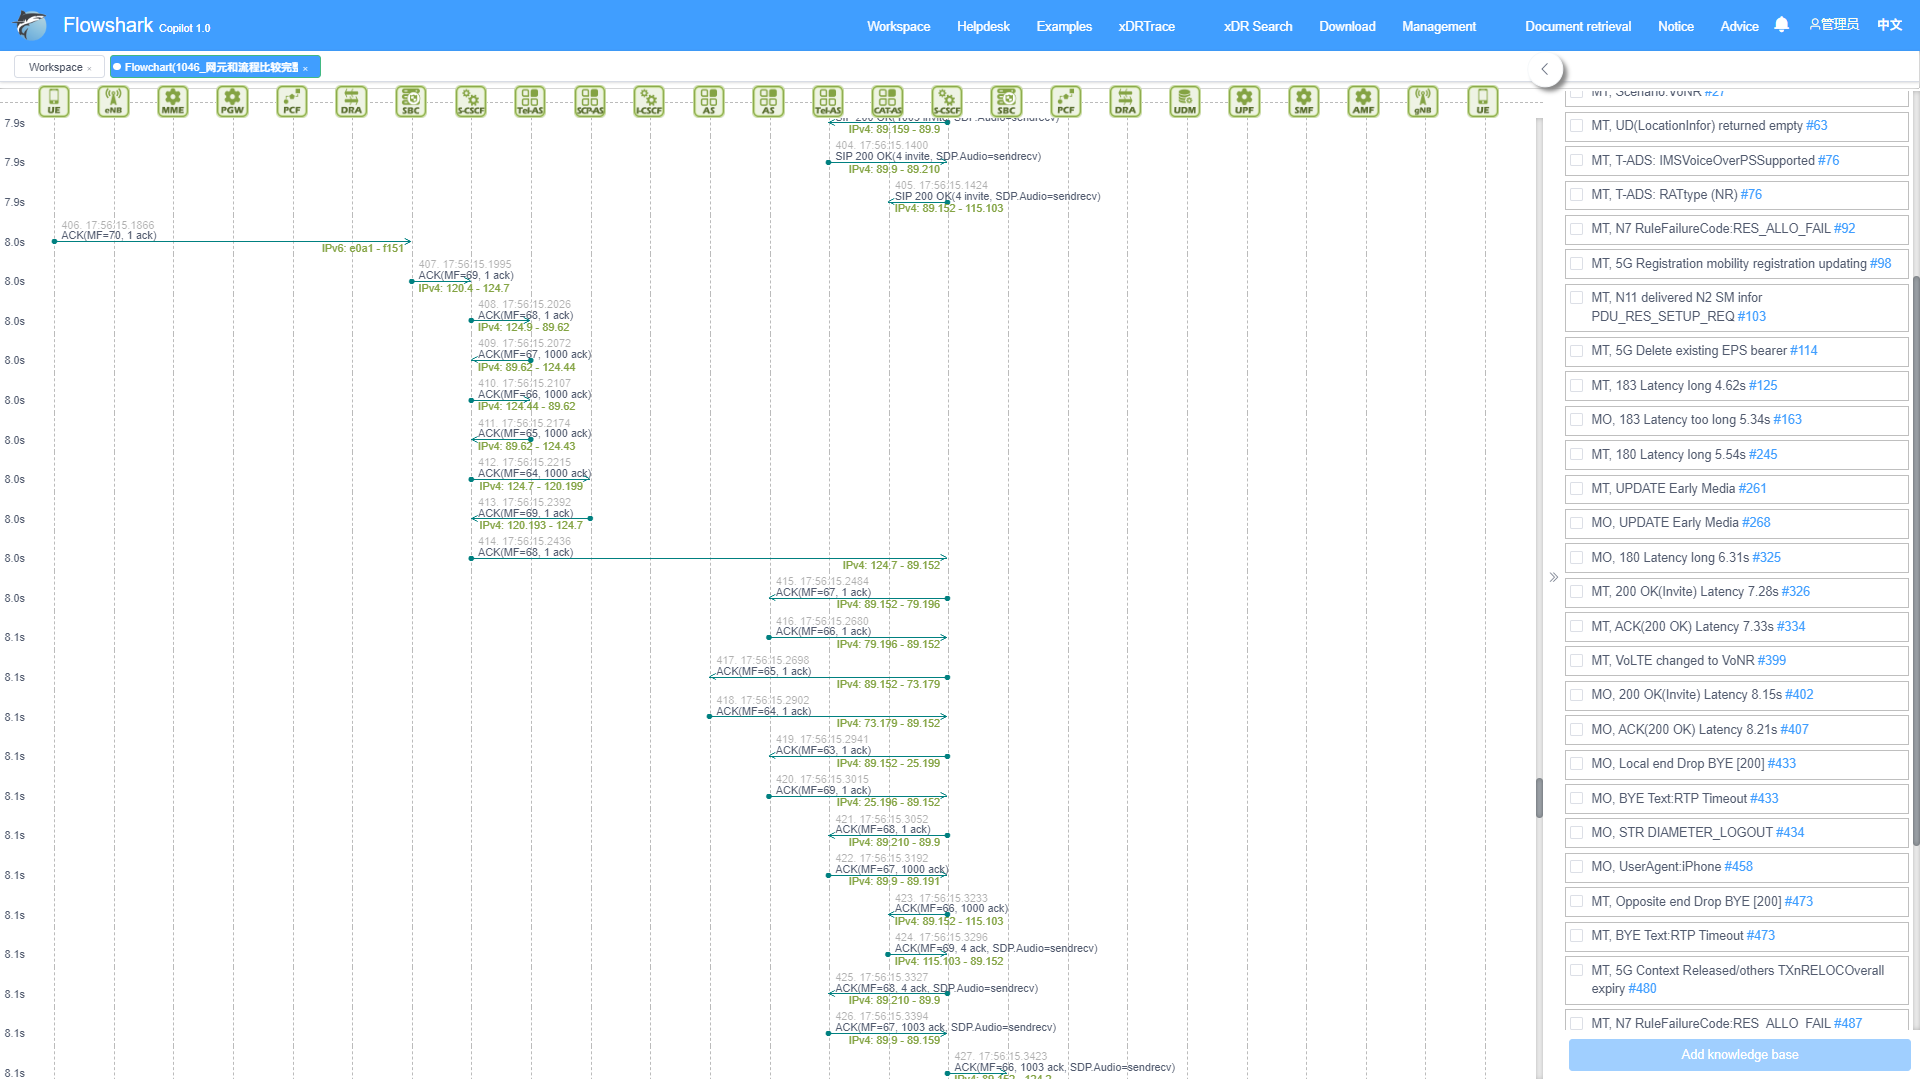 Flowshark Copilot 1.0
Workspace Helpdesk Examples xDRTrace xDR Search Download Management Document retrieval Notice Advice 管理员 中文
Workspace ×
Flowchart(1046_网元和流程比较完整 ×
UE eNB MME PGW PCF DRA SBC S-CSCF Tel-AS SCP-AS I-CSCF AS AS Tel-AS CAT-AS S-CSCF SBC PCF DRA UDM UPF SMF AMF gNB UE
7.9s
SIP 200 OK(1003 invite, SDP.Audio=sendrecv)
IPv4: 89.159 - 89.9
7.9s
404. 17:56:15.1400
SIP 200 OK(4 invite, SDP.Audio=sendrecv)
IPv4: 89.9 - 89.210
7.9s
405. 17:56:15.1424
SIP 200 OK(4 invite, SDP.Audio=sendrecv)
IPv4: 89.152 - 115.103
8.0s
406. 17:56:15.1866
ACK(MF=70, 1 ack)
IPv6: e0a1 - f151
8.0s
407. 17:56:15.1995
ACK(MF=69, 1 ack)
IPv4: 120.4 - 124.7
8.0s
408. 17:56:15.2026
ACK(MF=68, 1 ack)
IPv4: 124.9 - 89.62
8.0s
409. 17:56:15.2072
ACK(MF=67, 1000 ack)
IPv4: 89.62 - 124.44
8.0s
410. 17:56:15.2107
ACK(MF=66, 1000 ack)
IPv4: 124.44 - 89.62
8.0s
411. 17:56:15.2174
ACK(MF=65, 1000 ack)
IPv4: 89.62 - 124.43
8.0s
412. 17:56:15.2215
ACK(MF=64, 1000 ack)
IPv4: 124.7 - 120.199
8.0s
413. 17:56:15.2392
ACK(MF=69, 1 ack)
IPv4: 120.193 - 124.7
8.0s
414. 17:56:15.2436
ACK(MF=68, 1 ack)
IPv4: 124.7 - 89.152
8.0s
415. 17:56:15.2484
ACK(MF=67, 1 ack)
IPv4: 89.152 - 79.196
8.1s
416. 17:56:15.2680
ACK(MF=66, 1 ack)
IPv4: 79.196 - 89.152
8.1s
417. 17:56:15.2698
ACK(MF=65, 1 ack)
IPv4: 89.152 - 73.179
8.1s
418. 17:56:15.2902
ACK(MF=64, 1 ack)
IPv4: 73.179 - 89.152
8.1s
419. 17:56:15.2941
ACK(MF=63, 1 ack)
IPv4: 89.152 - 25.199
8.1s
420. 17:56:15.3015
ACK(MF=69, 1 ack)
IPv4: 25.196 - 89.152
8.1s
421. 17:56:15.3052
ACK(MF=68, 1 ack)
IPv4: 89.210 - 89.9
8.1s
422. 17:56:15.3192
ACK(MF=67, 1000 ack)
IPv4: 89.9 - 89.191
8.1s
423. 17:56:15.3233
ACK(MF=66, 1000 ack)
IPv4: 89.152 - 115.103
8.1s
424. 17:56:15.3296
ACK(MF=69, 4 ack, SDP.Audio=sendrecv)
IPv4: 115.103 - 89.152
8.1s
425. 17:56:15.3327
ACK(MF=68, 4 ack, SDP.Audio=sendrecv)
IPv4: 89.210 - 89.9
8.1s
426. 17:56:15.3394
ACK(MF=67, 1003 ack, SDP.Audio=sendrecv)
IPv4: 89.9 - 89.159
8.1s
427. 17:56:15.3423
ACK(MF=66, 1003 ack, SDP.Audio=sendrecv)
IPv4: 89.152 - 124.2
MT, Scenario:VoNR #27
MT, UD(LocationInfor) returned empty #63
MT, T-ADS: IMSVoiceOverPSSupported #76
MT, T-ADS: RATtype (NR) #76
MT, N7 RuleFailureCode:RES_ALLO_FAIL #92
MT, 5G Registration mobility registration updating #98
MT, N11 delivered N2 SM infor
PDU_RES_SETUP_REQ #103
MT, 5G Delete existing EPS bearer #114
MT, 183 Latency long 4.62s #125
MO, 183 Latency too long 5.34s #163
MT, 180 Latency long 5.54s #245
MT, UPDATE Early Media #261
MO, UPDATE Early Media #268
MO, 180 Latency long 6.31s #325
MT, 200 OK(Invite) Latency 7.28s #326
MT, ACK(200 OK) Latency 7.33s #334
MT, VoLTE changed to VoNR #399
MO, 200 OK(Invite) Latency 8.15s #402
MO, ACK(200 OK) Latency 8.21s #407
MO, Local end Drop BYE [200] #433
MO, BYE Text:RTP Timeout #433
MO, STR DIAMETER_LOGOUT #434
MO, UserAgent:iPhone #458
MT, Opposite end Drop BYE [200] #473
MT, BYE Text:RTP Timeout #473
MT, 5G Context Released/others TXnRELOCOverall
expiry #480
MT, N7 RuleFailureCode:RES_ALLO_FAIL #487
Add knowledge base